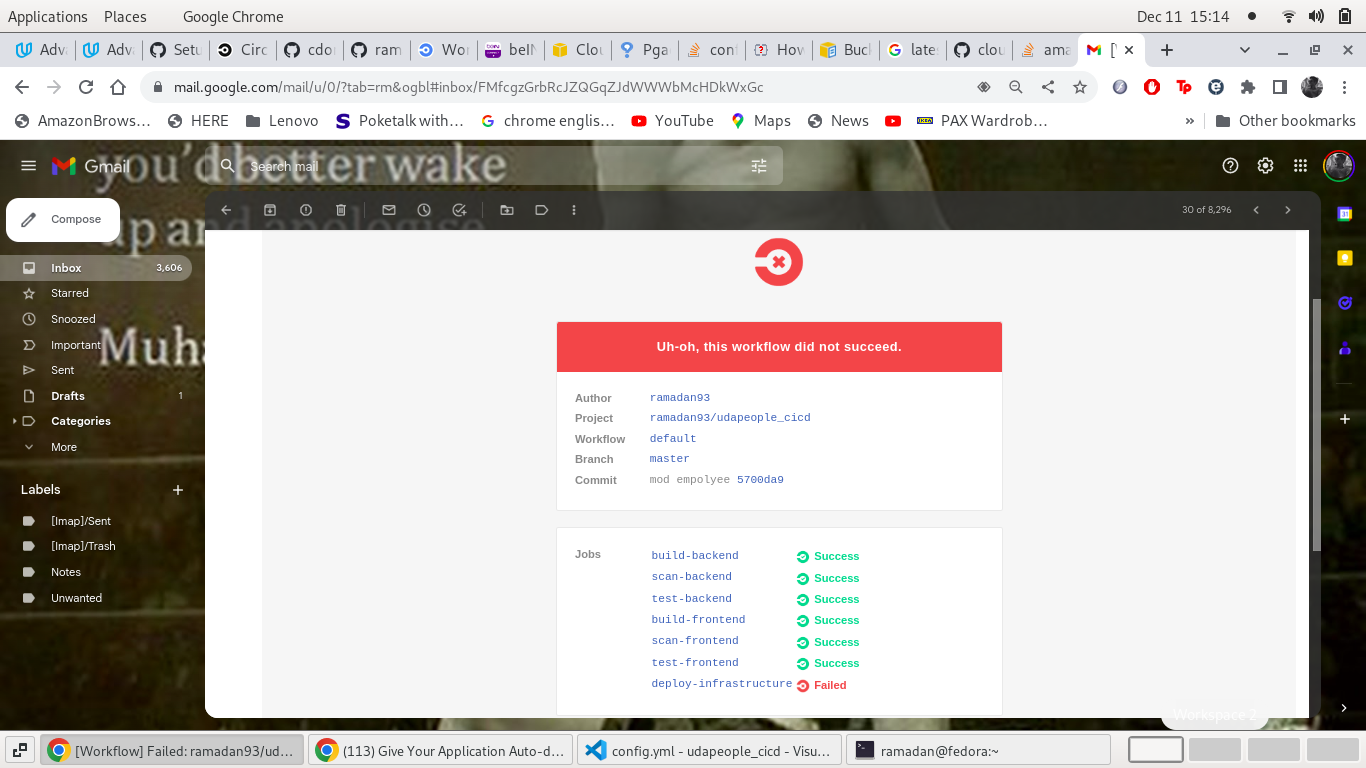 Applications Places Google Chrome Dec 11 15:14
Adv Adv Setu Circ cdo ram Wor beIN Clou Pga conf How Buck late clou ama [W
mail.google.com/mail/u/0/?tab=rm&ogbl#inbox/FMfcgzGrbRcJZQGqZJdWWWbMcHDkWxGc
AmazonBrows… HERE Lenovo Poketalk with… chrome englis… YouTube Maps News PAX Wardrob… » Other bookmarks
you'd better wake
Gmail Search mail
Compose
up and apologise
30 of 8,296
Inbox 3,606
Starred
Snoozed
Important
Muha
Sent
Drafts 1
Categories
More
Labels
[Imap]/Sent
[Imap]/Trash
Notes
Unwanted
Uh-oh, this workflow did not succeed.
Author ramadan93
Project ramadan93/udapeople_cicd
Workflow default
Branch master
Commit mod empolyee 5700da9
Jobs build-backend Success
scan-backend Success
test-backend Success
build-frontend Success
scan-frontend Success
test-frontend Success
deploy-infrastructure Failed
Workspace 2
[Workflow] Failed: ramadan93/ud… (113) Give Your Application Auto-d… config.yml - udapeople_cicd - Visu… ramadan@fedora:~